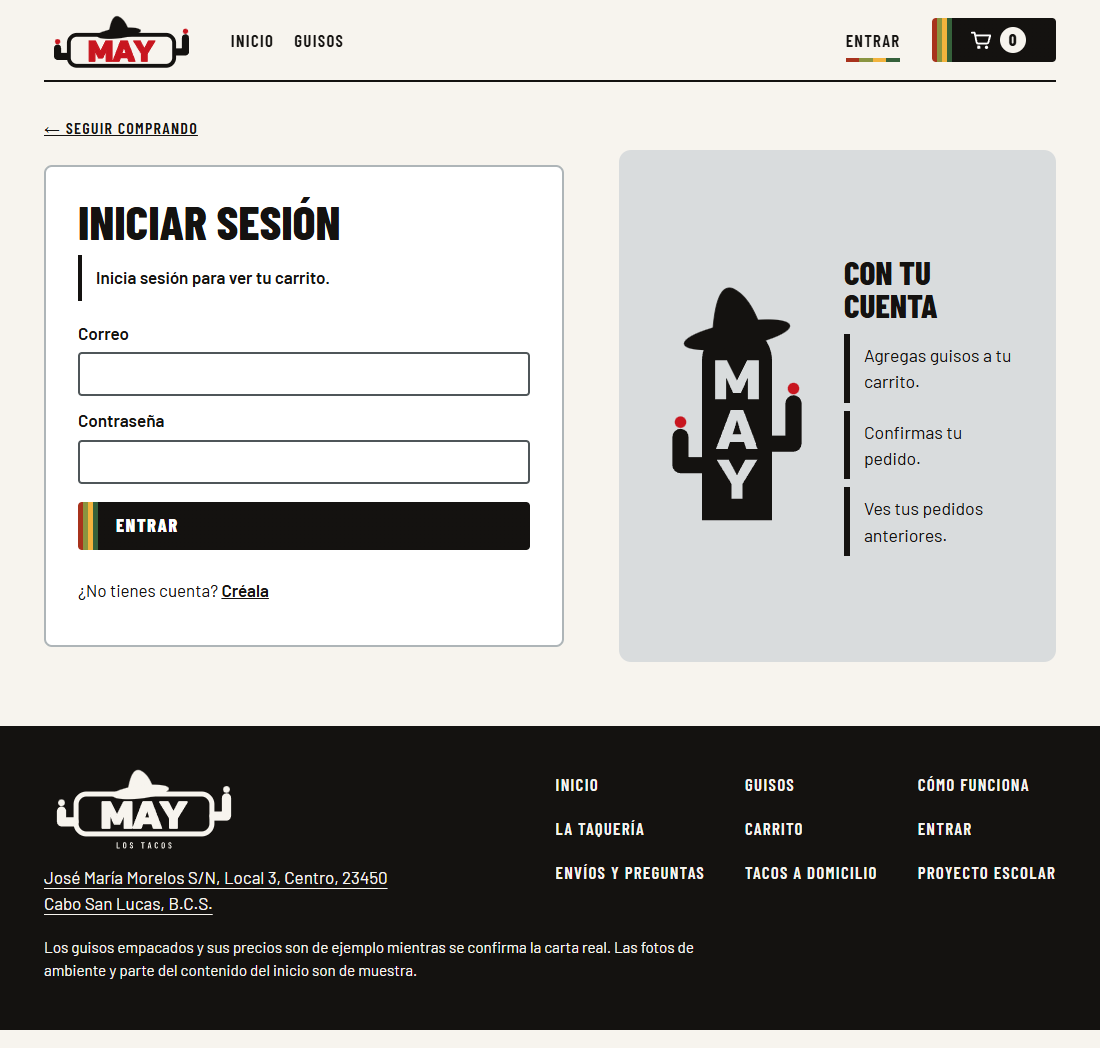 MAY
INICIO
GUISOS
ENTRAR
0
← SEGUIR COMPRANDO
INICIAR SESIÓN
Inicia sesión para ver tu carrito.
Correo
Contraseña
ENTRAR
¿No tienes cuenta? Créala
MAY
CON TU
CUENTA
Agregas guisos a tu
carrito.
Confirmas tu
pedido.
Ves tus pedidos
anteriores.
MAY
LOS TACOS
José María Morelos S/N, Local 3, Centro, 23450
Cabo San Lucas, B.C.S.
INICIO
GUISOS
CÓMO FUNCIONA
LA TAQUERÍA
CARRITO
ENTRAR
ENVÍOS Y PREGUNTAS
TACOS A DOMICILIO
PROYECTO ESCOLAR
Los guisos empacados y sus precios son de ejemplo mientras se confirma la carta real. Las fotos de
ambiente y parte del contenido del inicio son de muestra.